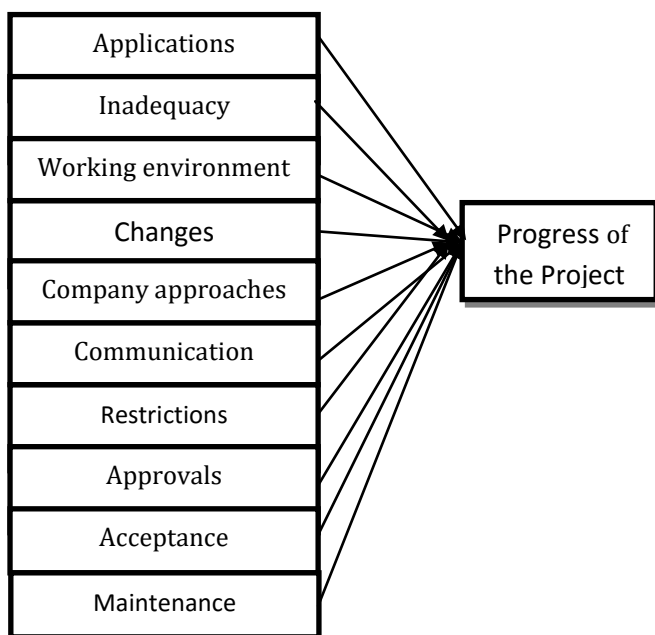 Applications
Inadequacy
Working environment
Changes
Company approaches
Communication
Restrictions
Approvals
Acceptance
Maintenance
Progress of
the Project